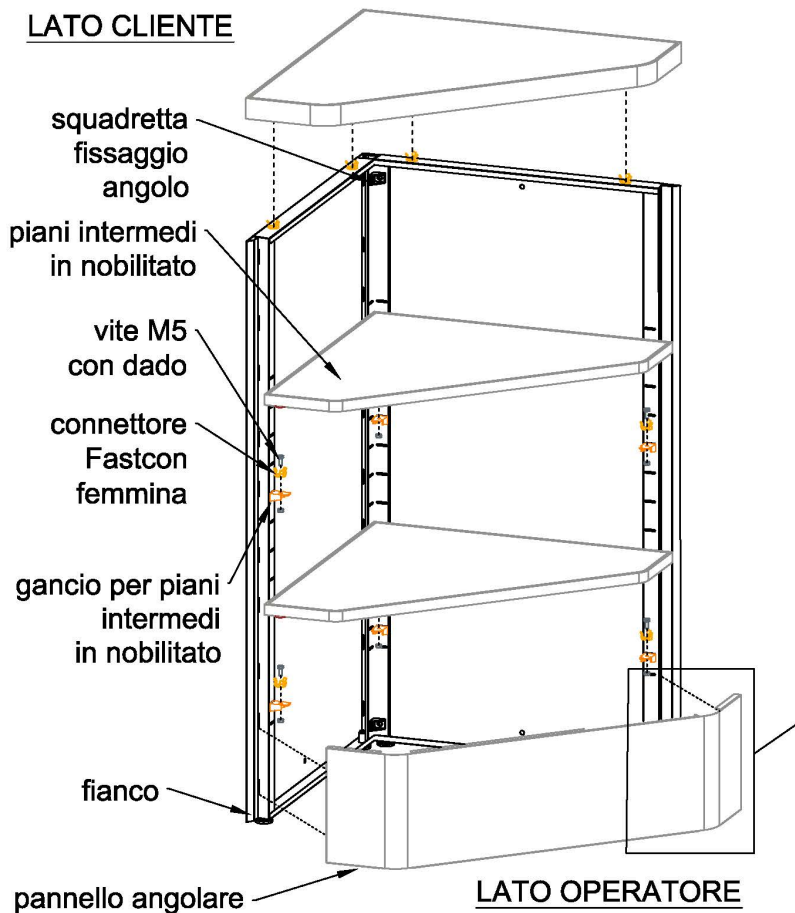 LATO CLIENTE
squadretta
fissaggio
angolo
piani intermedi
in nobilitato
vite M5
con dado
connettore
Fastcon
femmina
gancio per piani
intermedi
in nobilitato
fianco
pannello angolare
LATO OPERATORE